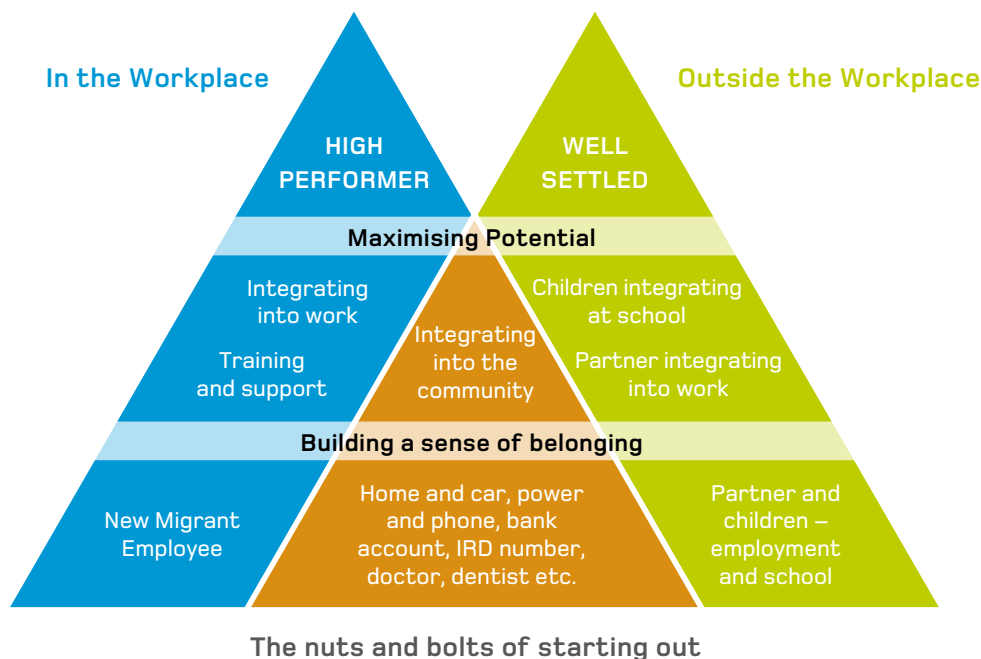 In the Workplace
Outside the Workplace
HIGH
PERFORMER
WELL
SETTLED
Maximising Potential
Integrating
into work
Training
and support
Integrating
into the
community
Children integrating
at school
Partner integrating
into work
Building a sense of belonging
New Migrant
Employee
Home and car, power
and phone, bank
account, IRD number,
doctor, dentist etc.
Partner and
children –
employment
and school
The nuts and bolts of starting out